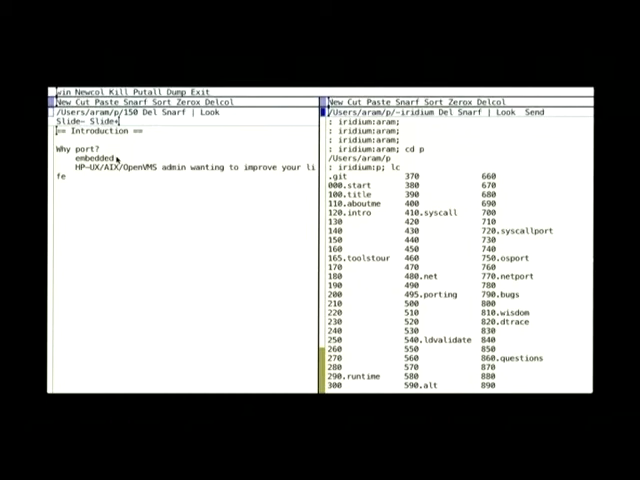 win Newcol Kill Putall Dump Exit
New Cut Paste Snarf Sort Zerox Delcol
/Users/aram/p/150 Del Snarf | Look
Slide- Slide+
== Introduction ==
Why port?
embedded
HP-UX/AIX/OpenVMS admin wanting to improve your li
fe
New Cut Paste Snarf Sort Zerox Delcol
/Users/aram/p/-iridium Del Snarf | Look Send
: iridium:aram;
: iridium:aram;
: iridium:aram;
: iridium:aram; cd p
/Users/aram/p
: iridium:p; lc
.git 370 660
000.start 380 670
100.title 390 680
110.aboutme 400 690
120.intro 410.syscall 700
130 420 710
140 430 720.syscallport
150 440 730
160 450 740
165.toolstour 460 750.osport
170 470 760
180 480.net 770.netport
190 490 780
200 495.porting 790.bugs
210 500 800
220 510 810.wisdom
230 520 820.dtrace
240 530 830
250 540.ldvalidate 840
260 550 850
270 560 860.questions
280 570 870
290.runtime 580 880
300 590.alt 890